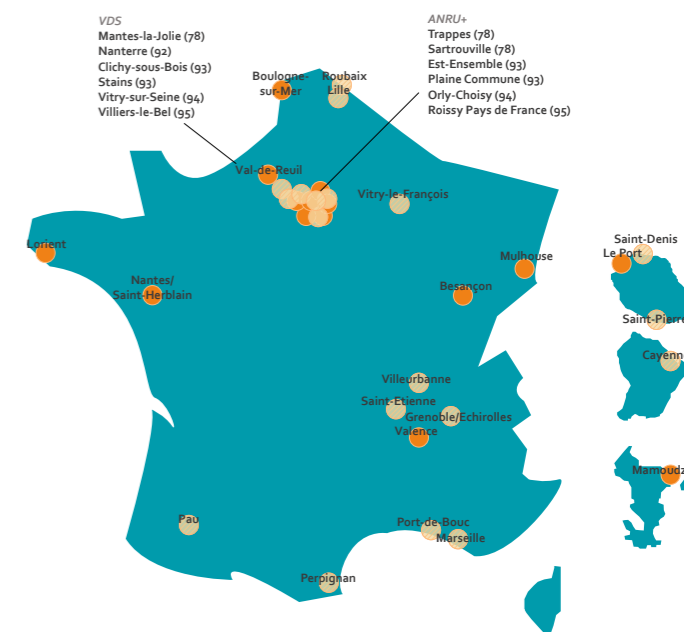 VDS
Mantes-la-Jolie (78)
Nanterre (92)
Clichy-sous-Bois (93)
Stains (93)
Vitry-sur-Seine (94)
Villiers-le-Bel (95)
ANRU+
Trappes (78)
Sartrouville (78)
Est-Ensemble (93)
Plaine Commune (93)
Orly-Choisy (94)
Roissy Pays de France (95)
Boulogne-
sur-Mer
Roubaix
Lille
Val-de-Reuil
Vitry-le-François
Lorient
Nantes/
Saint-Herblain
Mulhouse
Besançon
Saint-Denis
Le Port
Saint-Pierre
Cayenn
Villeurbanne
Saint-Etienne
Grenoble/Echirolles
Valence
Mamoudz
Pau
Port-de-Bouc
Marseille
Perpignan